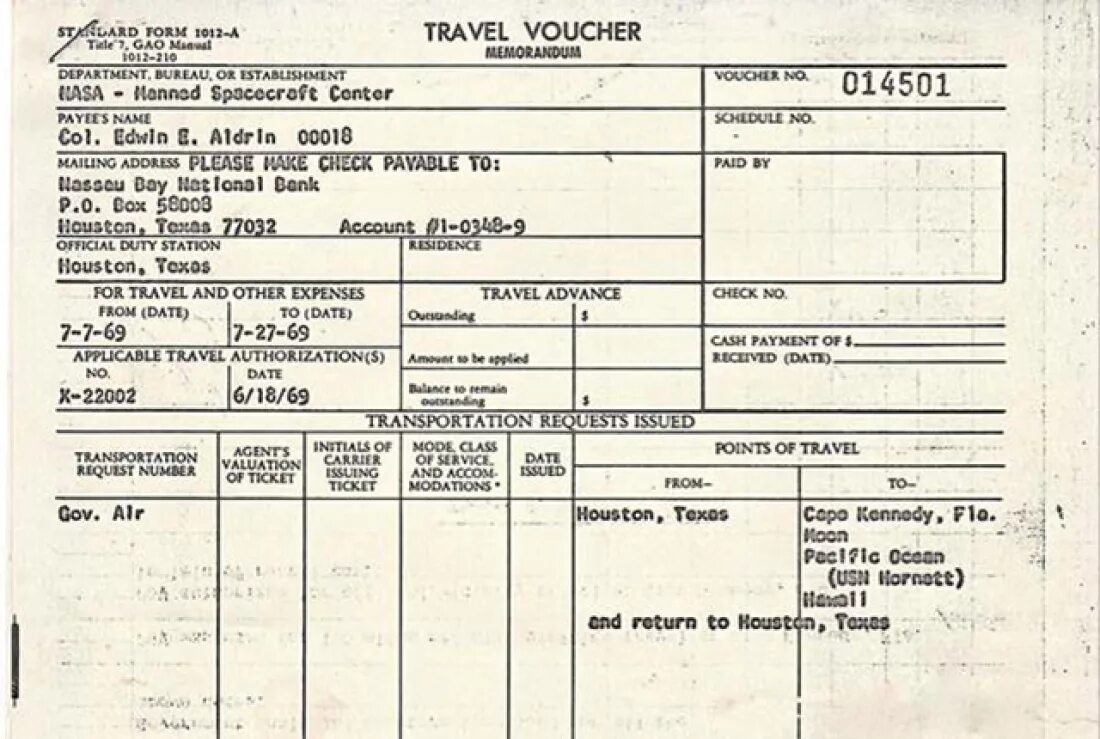 STANDARD FORM 1012-A
Title 7, GAO Manual
1012-210
TRAVEL VOUCHER
MEMORANDUM
DEPARTMENT, BUREAU, OR ESTABLISHMENT
NASA - Manned Spacecraft Center
VOUCHER NO.
014501
PAYEE'S NAME
Col. Edwin E. Aldrin 00018
SCHEDULE NO.
MAILING ADDRESS PLEASE MAKE CHECK PAYABLE TO:
Nassau Bay National Bank
P.O. Box 58008
Houston, Texas 77032 Account #1-0348-9
PAID BY
OFFICIAL DUTY STATION
Houston, Texas
RESIDENCE
FOR TRAVEL AND OTHER EXPENSES
FROM (DATE) TO (DATE)
7-7-69 7-27-69
TRAVEL ADVANCE
Outstanding $
CHECK NO.
APPLICABLE TRAVEL AUTHORIZATION(S)
NO. DATE
X-22002 6/18/69
Amount to be applied
Balance to remain
outstanding $
CASH PAYMENT OF $
RECEIVED (DATE)
TRANSPORTATION REQUESTS ISSUED
TRANSPORTATION
REQUEST NUMBER
AGENT'S
VALUATION
OF TICKET
INITIALS OF
CARRIER
ISSUING
TICKET
MODE, CLASS
OF SERVICE,
AND ACCOM-
MODATIONS *
DATE
ISSUED
POINTS OF TRAVEL
FROM— TO—
Gov. Air Houston, Texas Cape Kennedy, Fla.
Moon
Pacific Ocean
(USN Hornett)
Hawaii
and return to Houston, Texas